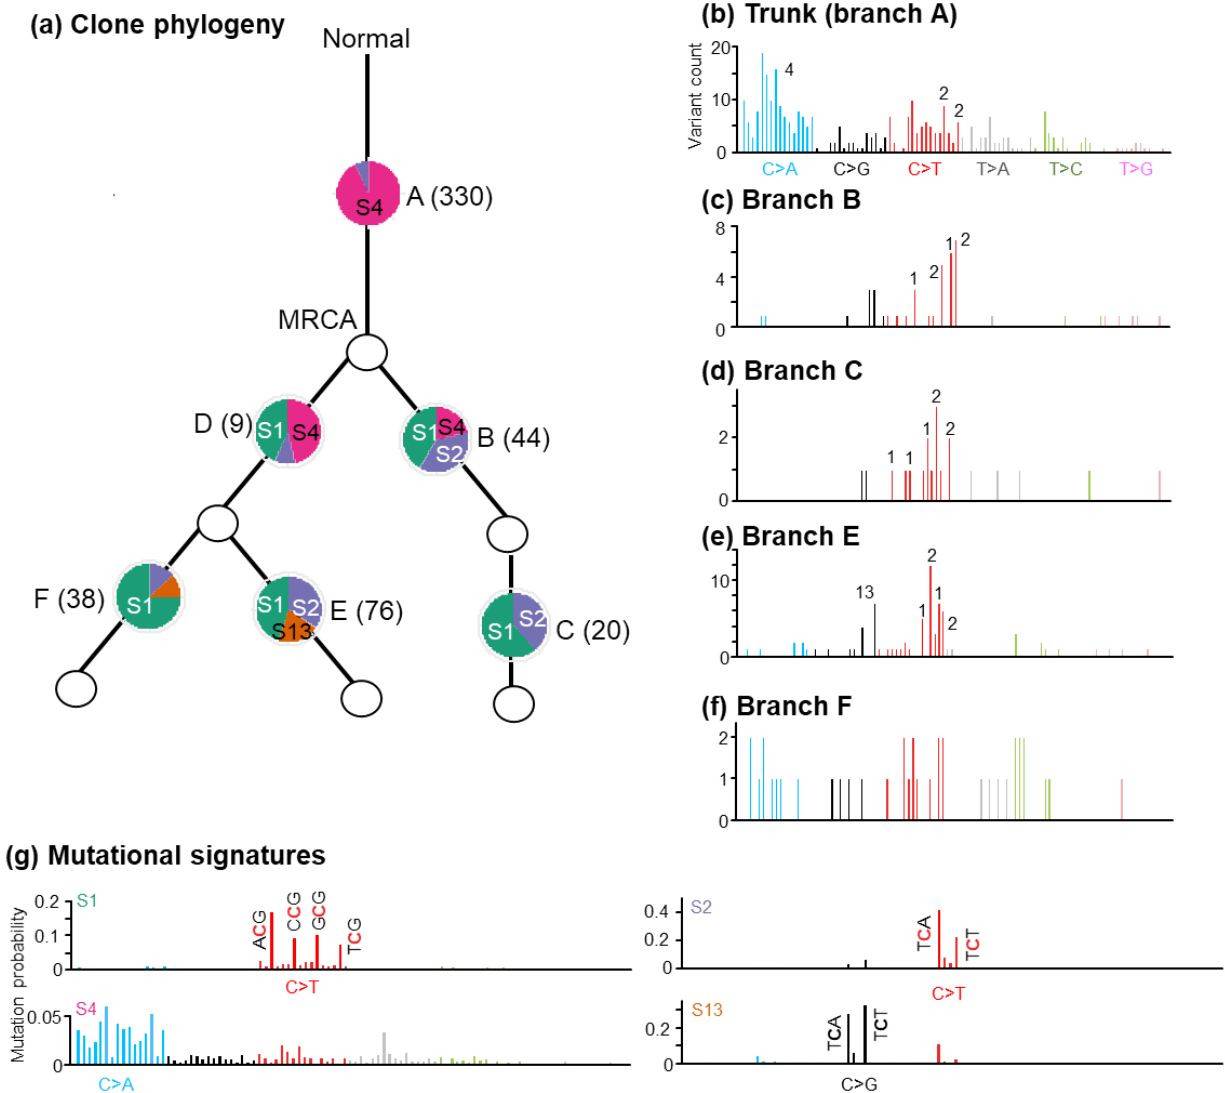 (a) Clone phylogeny
Normal
S4
A (330)
MRCA
D (9)
S1
S4
S1
S4
S2
B (44)
F (38)
S1
S1
S2
S13
E (76)
S1
S2
C (20)
(b) Trunk (branch A)
Variant count
20
10
0
4
2
2
C>A
C>G
C>T
T>A
T>C
T>G
(c) Branch B
8
4
0
1
2
1
2
(d) Branch C
2
0
1
1
1
2
2
(e) Branch E
10
0
13
1
2
1
2
(f) Branch F
2
1
0
(g) Mutational signatures
Mutation probability
0.2
0.1
0
S1
ACG
CCG
GCG
TCG
C>T
0.05
0
S4
C>A
0.4
0.2
0
S2
TCA
TCT
C>T
0.2
0
S13
TCA
TCT
C>G